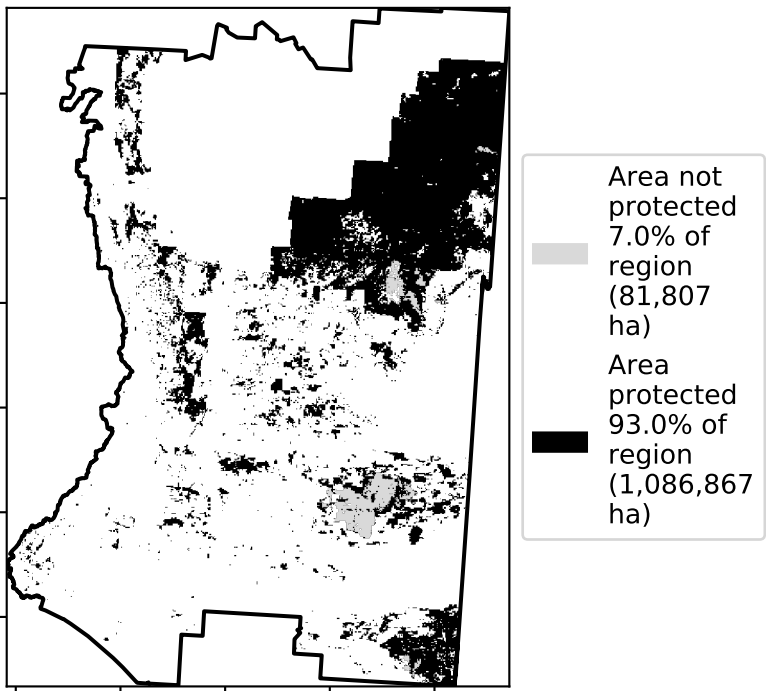 Area not
protected
7.0% of
region
(81,807
ha)
Area
protected
93.0% of
region
(1,086,867
ha)